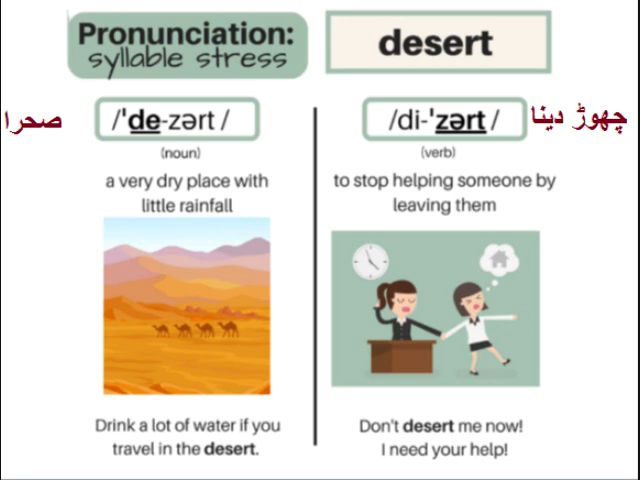 Pronunciation:
syllable stress
desert
صحرا
/'de-zərt /
(noun)
a very dry place with
little rainfall
Drink a lot of water if you
travel in the desert.
/di-'zərt /
چھوڑ دینا
(verb)
to stop helping someone by
leaving them
Don't desert me now!
I need your help!